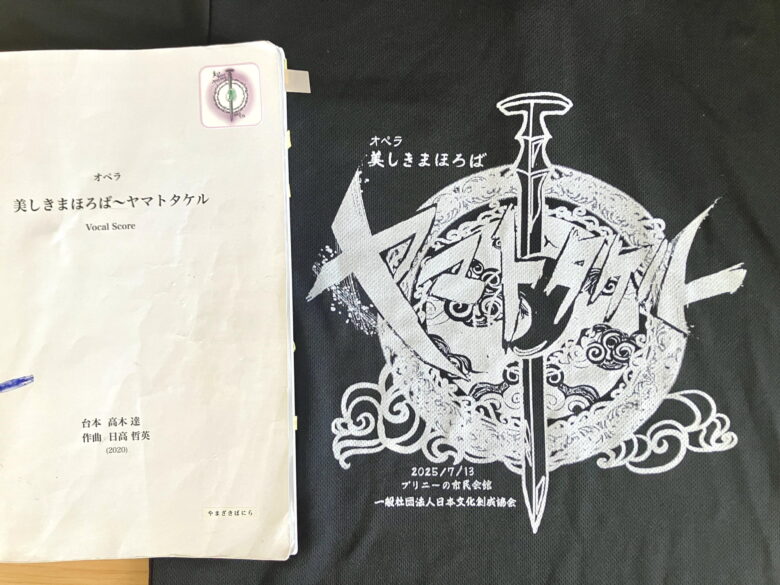 オペラ
美しきまほろば～ヤマトタケル
Vocal Score
台本 高木 達
作曲 日高 哲英
(2020)
やまざきばにら
オペラ
美しきまほろば
ヤマトタケル
2025/7/13
プリニーの市民会館
一般社団法人日本文化創成協会